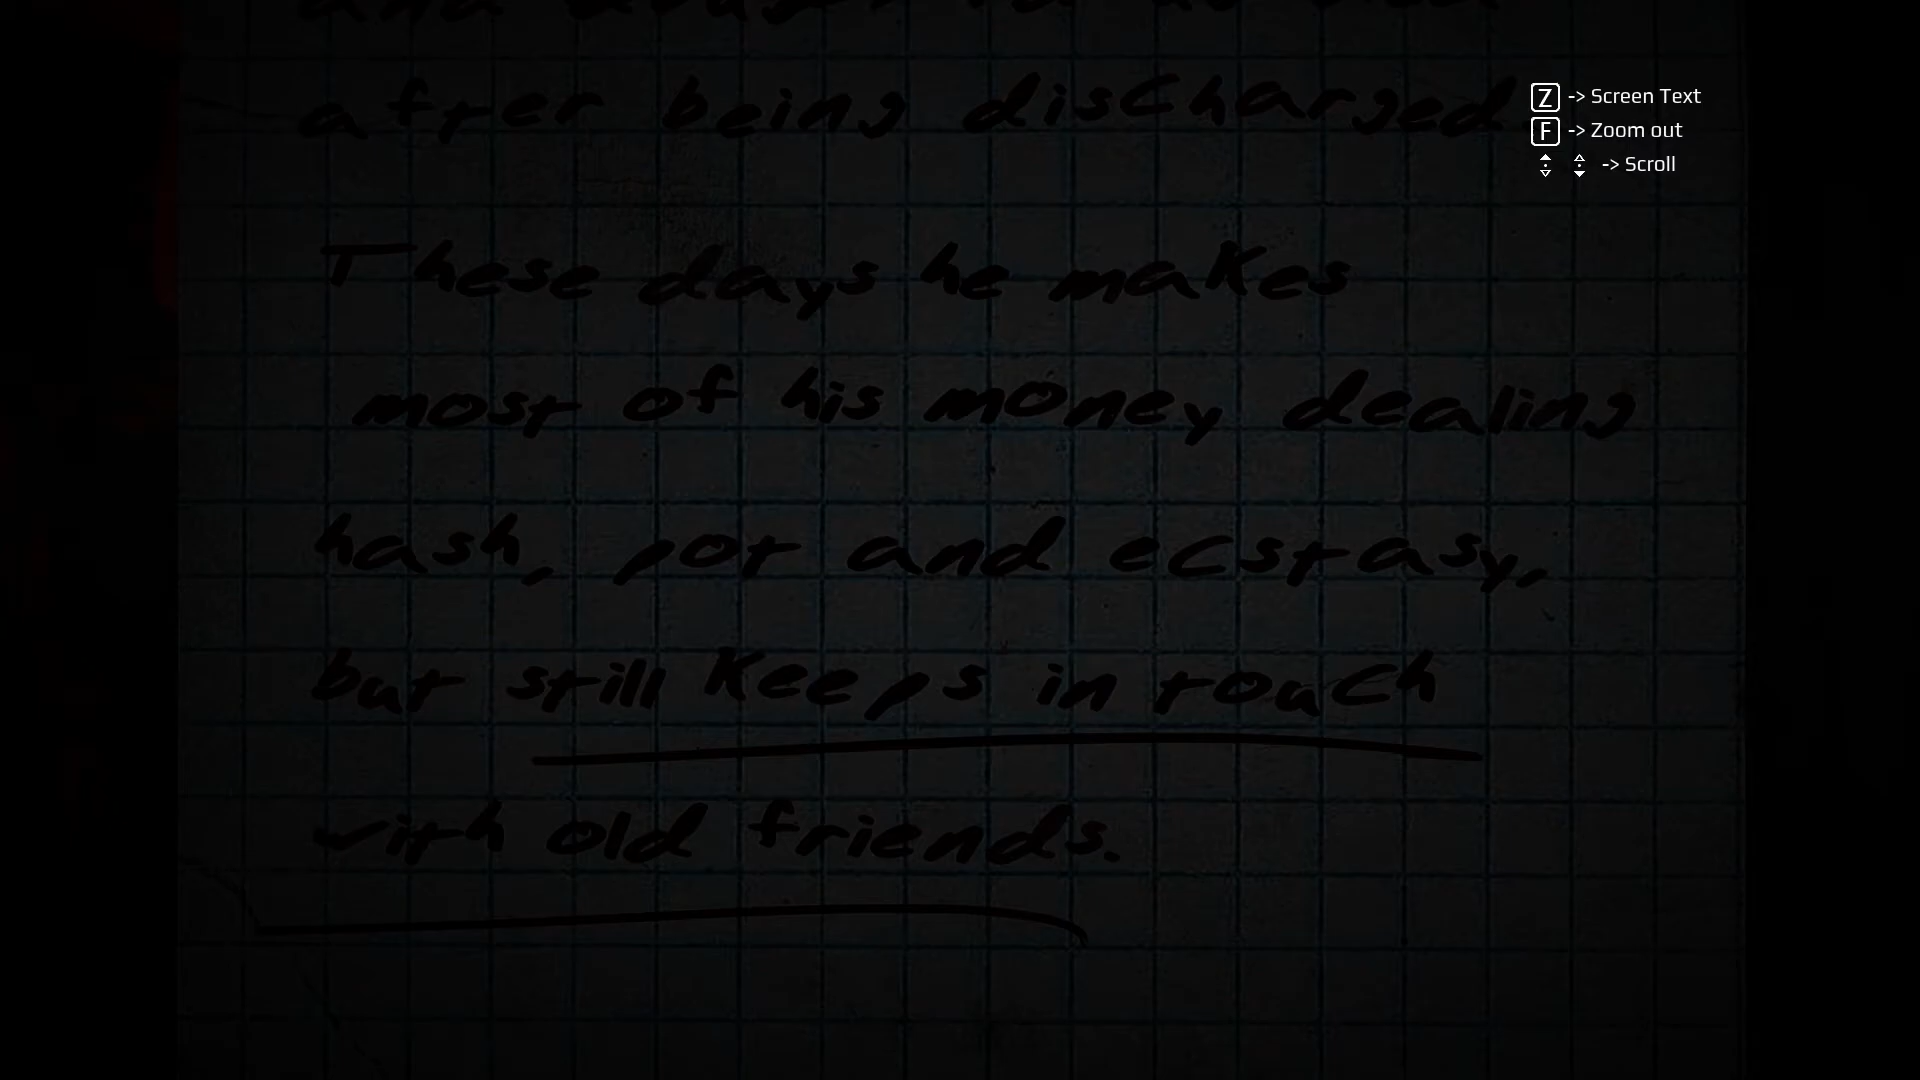 after being discharged
Z -> Screen Text
F -> Zoom out
-> Scroll
These days he makes
most of his money dealing
hash, pot and ecstasy,
but still keeps in touch
with old friends.